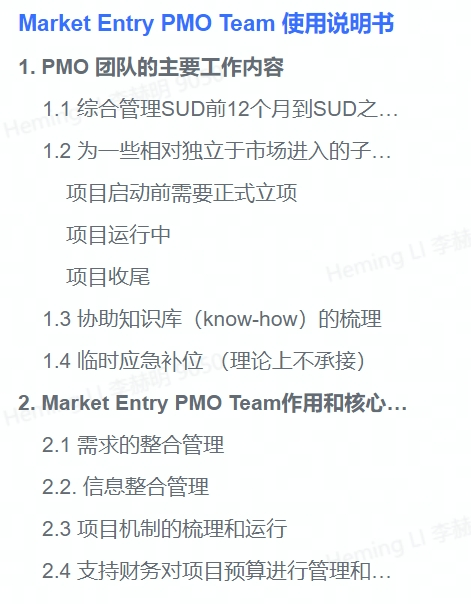 Market Entry PMO Team 使用说明书
1. PMO 团队的主要工作内容
1.1 综合管理SUD前12个月到SUD之…
1.2 为一些相对独立于市场进入的子…
项目启动前需要正式立项
项目运行中
项目收尾
1.3 协助知识库（know-how）的梳理
1.4 临时应急补位 （理论上不承接）
2. Market Entry PMO Team作用和核心…
2.1 需求的整合管理
2.2. 信息整合管理
2.3 项目机制的梳理和运行
2.4 支持财务对项目预算进行管理和…
Heming LI 李赫明 9050
Heming LI 李赫
Heming LI 李赫明 9050
Heming LI 李赫